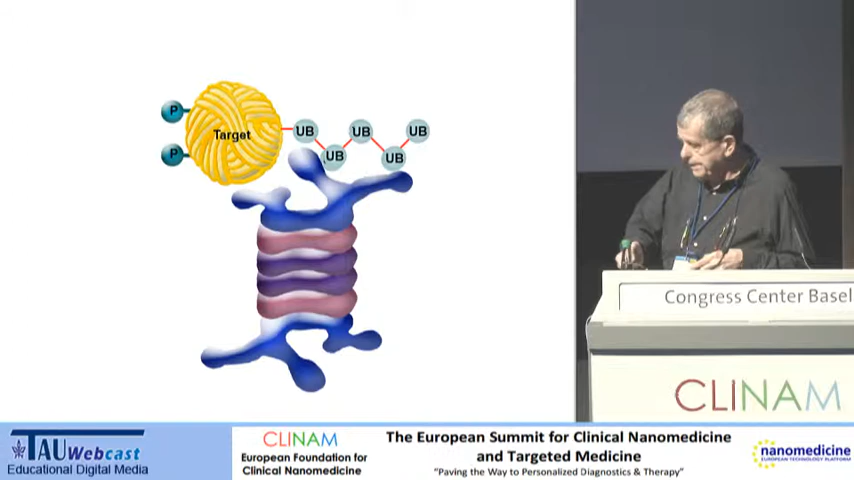 P
Target
UB
UB
UB
UB
UB
P
Congress Center Basel
CLINAM
TAU Webcast
Educational Digital Media
CLINAM
European Foundation for
Clinical Nanomedicine
The European Summit for Clinical Nanomedicine
and Targeted Medicine
"Paving the Way to Personalized Diagnostics & Therapy"
nanomedicine
EUROPEAN TECHNOLOGY PLATFORM